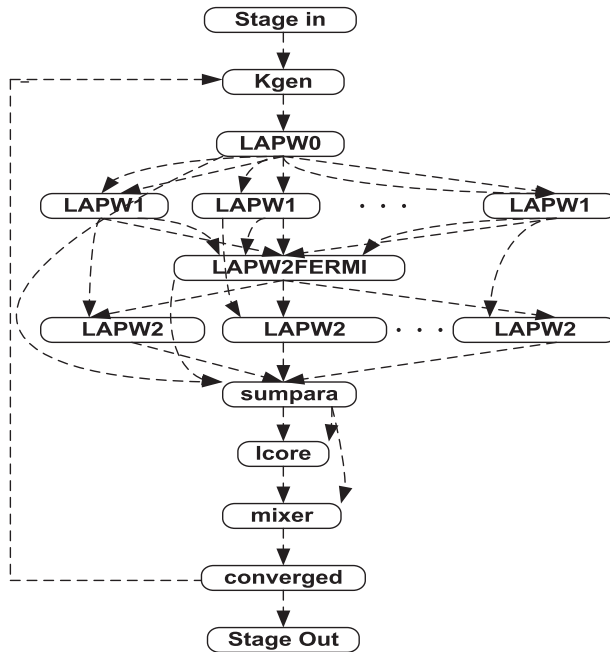 Stage in
Kgen
LAPW0
LAPW1 LAPW1 . . . LAPW1
LAPW2FERMI
LAPW2 LAPW2 . . . LAPW2
sumpara
lcore
mixer
converged
Stage Out